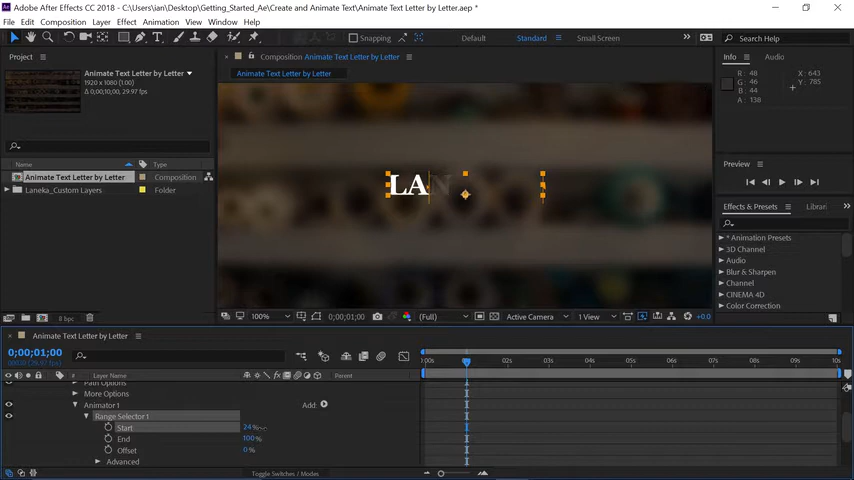 Adobe After Effects CC 2018 - C:\Users\ian\Desktop\Getting_Started_Ae\Create and Animate Text\Animate Text Letter by Letter.aep *
File Edit Composition Layer Effect Animation View Window Help
Snapping Default Standard Small Screen Search Help
Project
Animate Text Letter by Letter
1920 x 1080 (1.00)
Δ 0;00;10;00, 29.97 fps
Name Type
Animate Text Letter by Letter Composition
Laneka_Custom Layers Folder
8 bpc
Composition Animate Text Letter by Letter
Animate Text Letter by Letter
LAN
100% 0;00;01;00 (Full) Active Camera 1 View +0.0
Info Audio
R: 48 X: 643
G: 46 Y: 785
B: 44
A: 138
Preview
Effects & Presets Librar
* Animation Presets
3D Channel
Audio
Blur & Sharpen
Channel
CINEMA 4D
Color Correction
Animate Text Letter by Letter
0;00;01;00
00030 (29.97 fps)
Layer Name Parent
:00s 02s 03s 04s 05s 06s 07s 08s 09s 10s
Path Options
More Options
Animator 1 Add:
Range Selector 1
Start 24%
End 100%
Offset 0%
Advanced
Toggle Switches / Modes